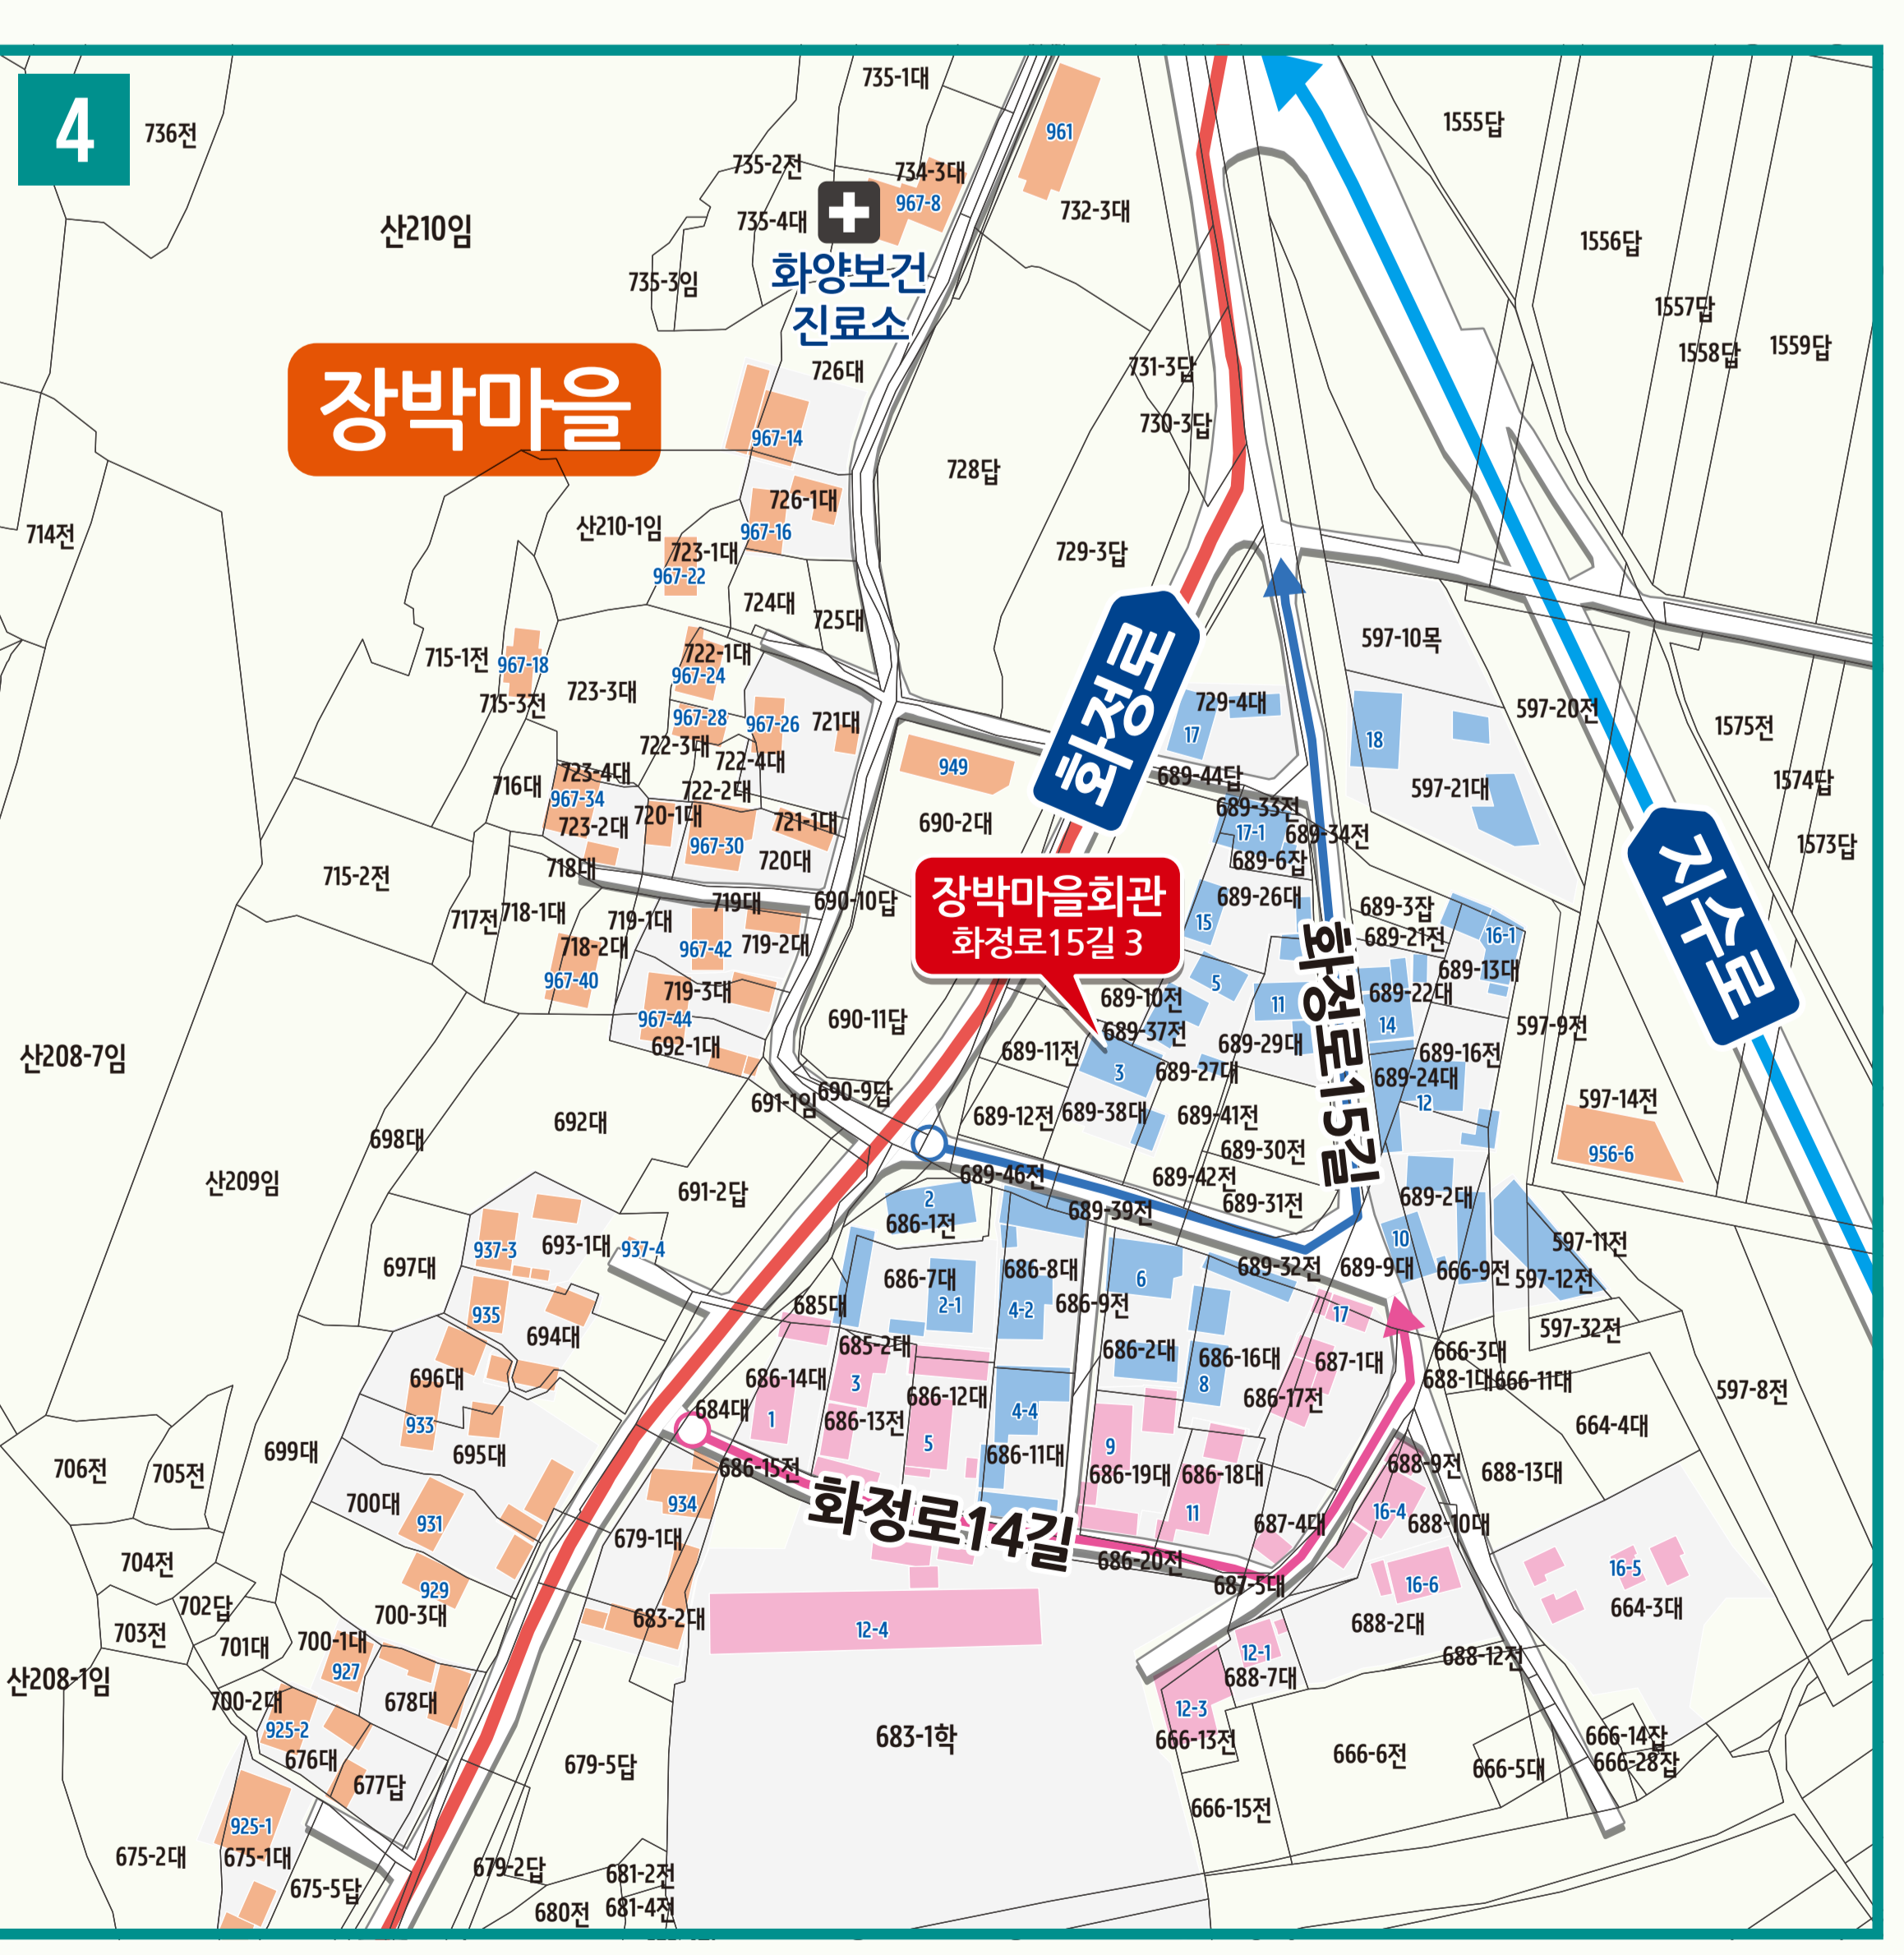 4
736전
735-1대
961
1555답
735-2전
734-3대
967-8
735-4대
732-3대
산210임
1556답
735-3임
화양보건
진료소
1557답
1558답
1559답
726대
731-3답
장박마을
730-3답
967-14
728답
726-1대
967-16
산210-1임
723-1대
967-22
714전
729-3답
724대
725대
597-10목
715-1전
967-18
722-1대
967-24
723-3대
715-3전
967-28
967-26
721대
729-4대
17
18
597-20전
1575전
722-3대
722-4대
화정로
949
689-44답
723-4대
716대
967-34
722-2대
597-21대
1574답
689-33전
723-2대
720-1대
721-1대
690-2대
17-1
689-34전
967-30
720대
1573답
718대
689-6잡
지수로
715-2전
장박마을회관
화정로15길 3
689-26대
690-10답
719대
689-3잡
717전
718-1대
719-1대
15
689-21전
16-1
718-2대
967-42
719-2대
689-13대
967-40
719-3대
5
689-22대
689-10전
11
967-44
690-11답
689-37전
14
597-9전
692-1대
689-11전
689-29대
689-16전
산208-7임
3
689-27대
689-24대
690-9답
691-1임
12
597-14전
692대
689-12전
689-38대
689-41전
698대
689-30전
956-6
화정로15길
산209임
689-46전
689-42전
691-2답
2
689-2대
686-1전
689-39전
689-31전
937-3
693-1대
937-4
10
597-11전
697대
686-7대
686-8대
6
689-32전
689-9대
666-9전
597-12전
935
685대
2-1
4-2
686-9전
17
694대
597-32전
685-2대
686-2대
666-3대
696대
686-14대
3
686-16대
687-1대
688-1대
666-11대
8
686-12대
686-17전
597-8전
684대
1
933
686-13전
4-4
664-4대
699대
695대
5
686-11대
9
706전
705전
686-15전
686-19대
686-18대
688-9전
688-13대
700대
934
931
화정로14길
11
16-4
679-1대
687-4대
688-10대
704전
686-20전
929
687-5대
16-6
16-5
702답
700-3대
683-2대
12-4
664-3대
703전
701대
700-1대
688-2대
927
12-1
688-12전
산208-1임
688-7대
700-2대
678대
12-3
925-2
683-1학
666-13전
666-14잡
676대
666-6전
666-5대
666-28잡
679-5답
677답
666-15전
925-1
675-2대
675-1대
679-2답
681-2전
675-5답
680전
681-4전